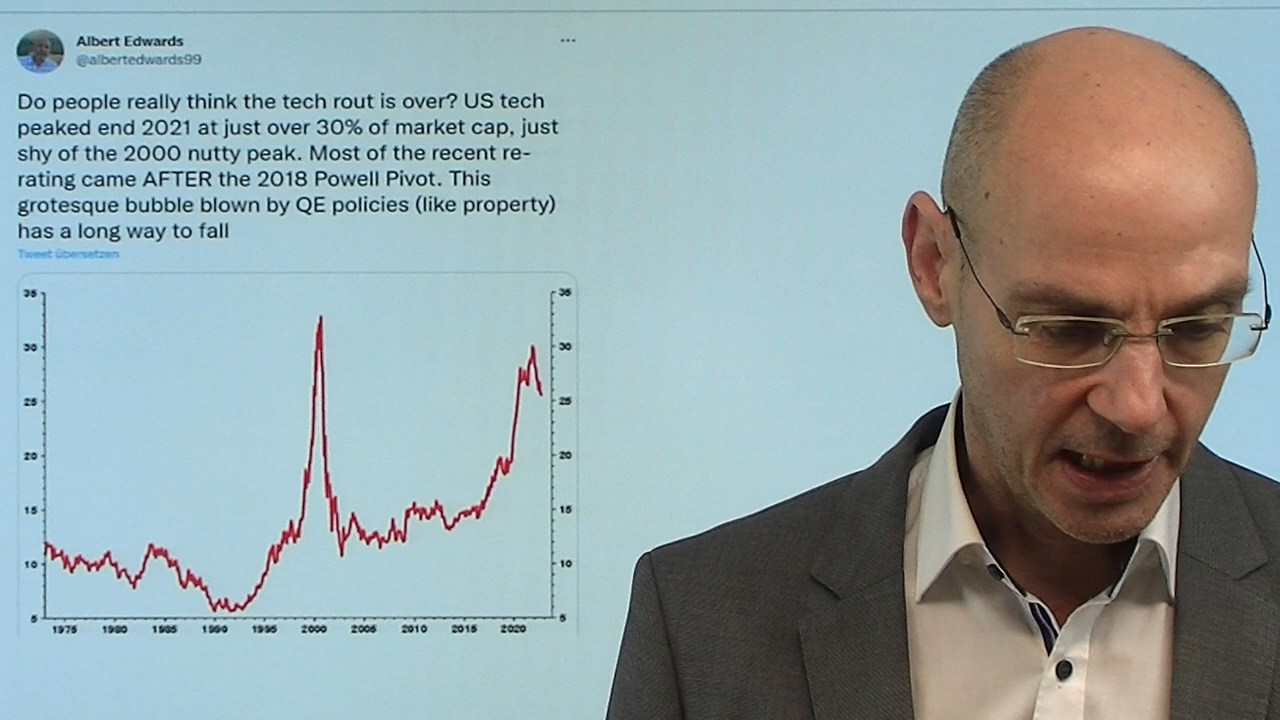 Albert Edwards
@albertedwards99
...
Do people really think the tech rout is over? US tech
peaked end 2021 at just over 30% of market cap, just
shy of the 2000 nutty peak. Most of the recent re-
rating came AFTER the 2018 Powell Pivot. This
grotesque bubble blown by QE policies (like property)
has a long way to fall
Tweet übersetzen
35 35
30 30
25 25
20 20
15 15
10 10
5 5
1975 1980 1985 1990 1995 2000 2005 2010 2015 2020